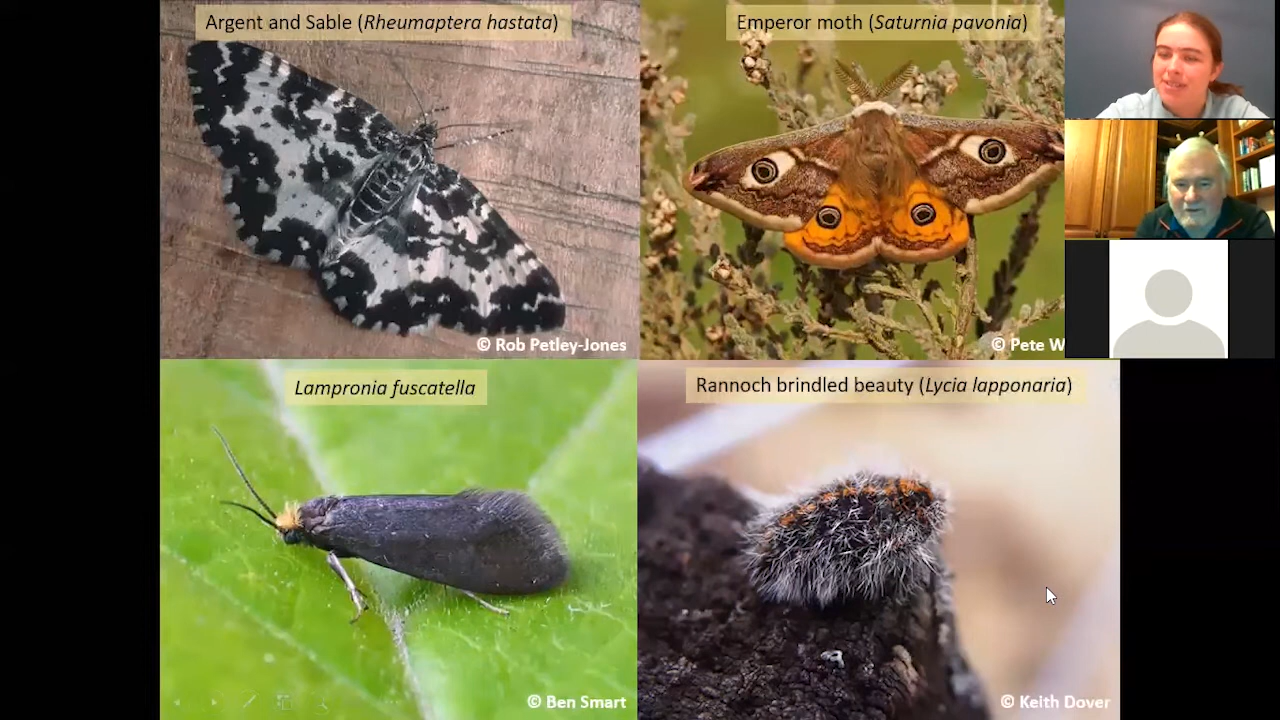 Argent and Sable (Rheumaptera hastata)
Emperor moth (Saturnia pavonia)
© Rob Petley-Jones
© Pete W
Lampronia fuscatella
Rannoch brindled beauty (Lycia lapponaria)
© Ben Smart
© Keith Dover